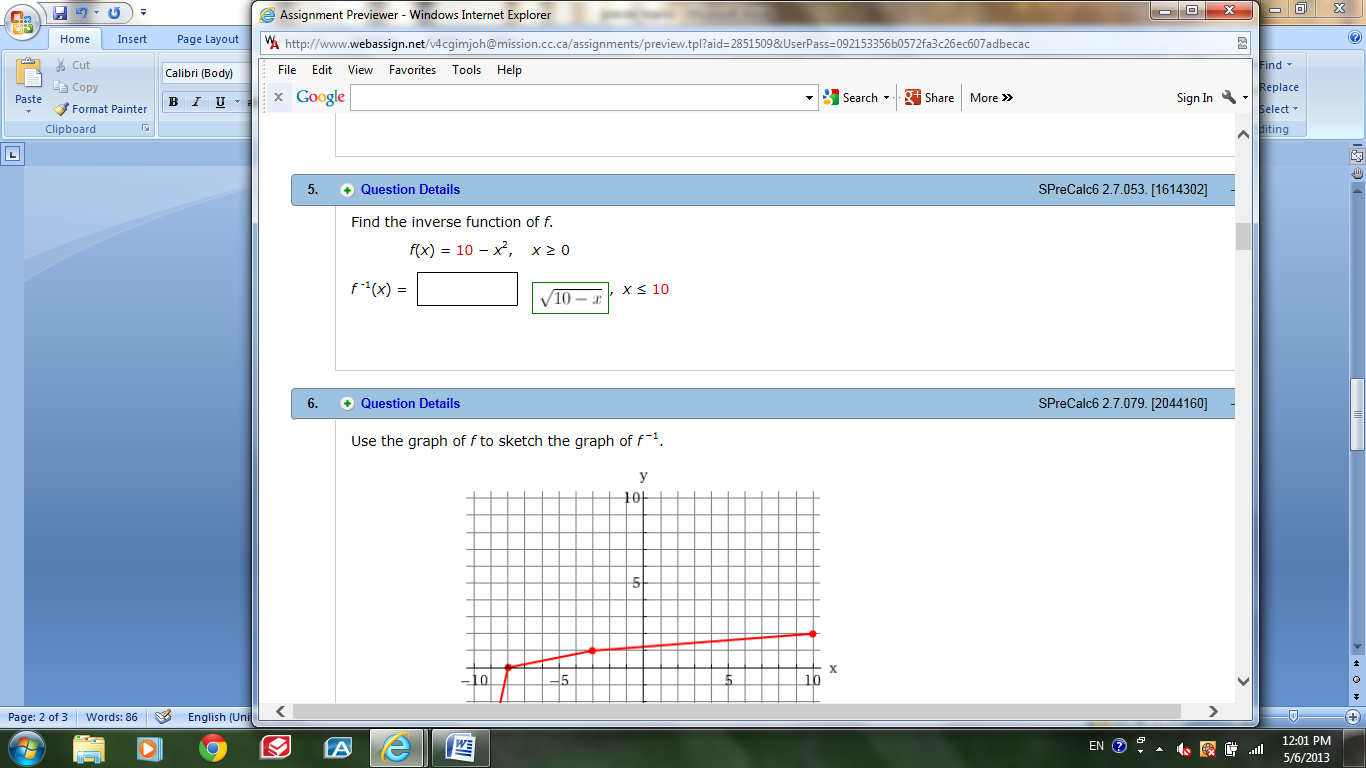 Assignment Previewer - Windows Internet Explorer
Home Insert Page Layout
http://www.webassign.net/v4cgimjoh@mission.cc.ca/assignments/preview.tpl?aid=2851509&UserPass=092153356b0572fa3c26ec607adbecac
Cut
Copy
Format Painter
Paste
Clipboard
Calibri (Body)
B I U
File Edit View Favorites Tools Help
x Google Search Share More » Sign In
Find
Replace
Select
diting
5. Question Details SPreCalc6 2.7.053. [1614302] -
Find the inverse function of f.
f(x) = 10 − x², x ≥ 0
f⁻¹(x) = √10 − x , x ≤ 10
6. Question Details SPreCalc6 2.7.079. [2044160] -
Use the graph of f to sketch the graph of f⁻¹.
y
10
5
x
−10 −5 5 10
Page: 2 of 3 Words: 86 English (Uni
EN 12:01 PM
5/6/2013